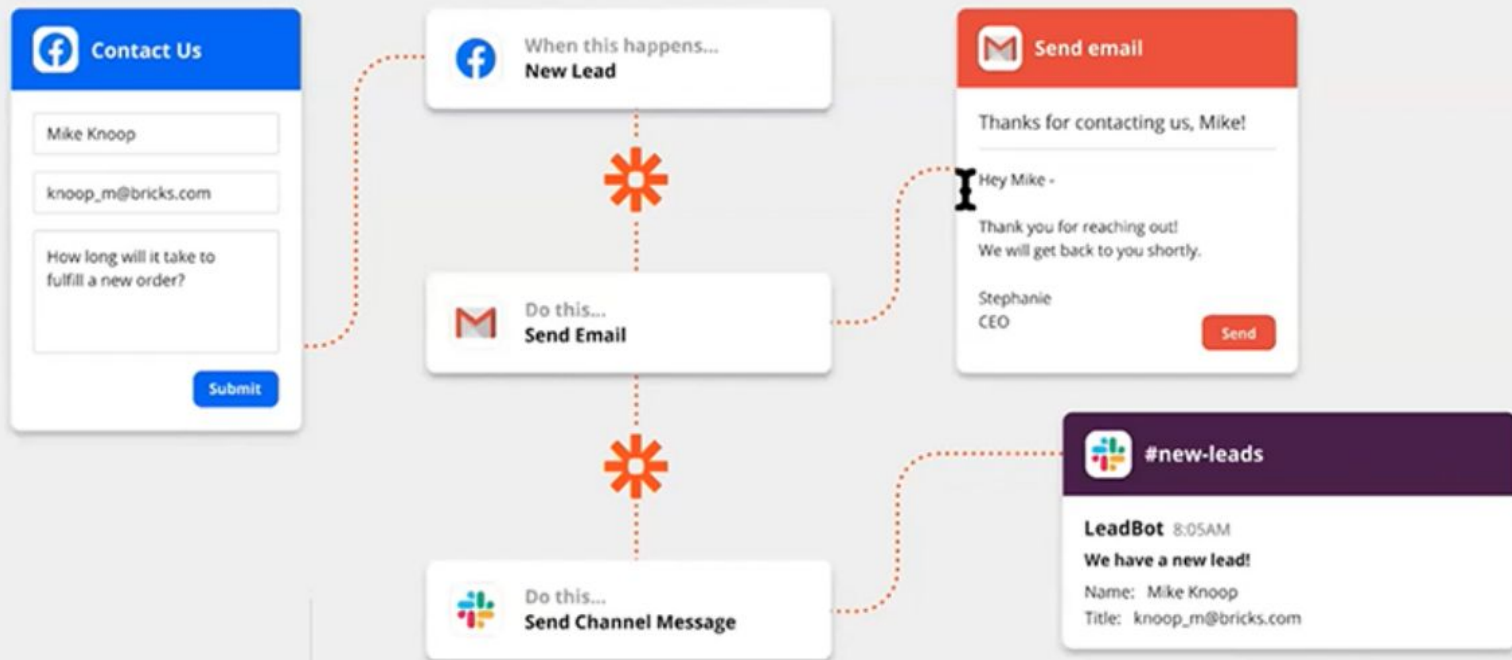 Contact Us
Mike Knoop
knoop_m@bricks.com
How long will it take to
fulfill a new order?
Submit
When this happens...
New Lead
Do this...
Send Email
Do this...
Send Channel Message
Send email
Thanks for contacting us, Mike!
Hey Mike -
Thank you for reaching out!
We will get back to you shortly.
Stephanie
CEO
Send
#new-leads
LeadBot 8:05AM
We have a new lead!
Name: Mike Knoop
Title: knoop_m@bricks.com